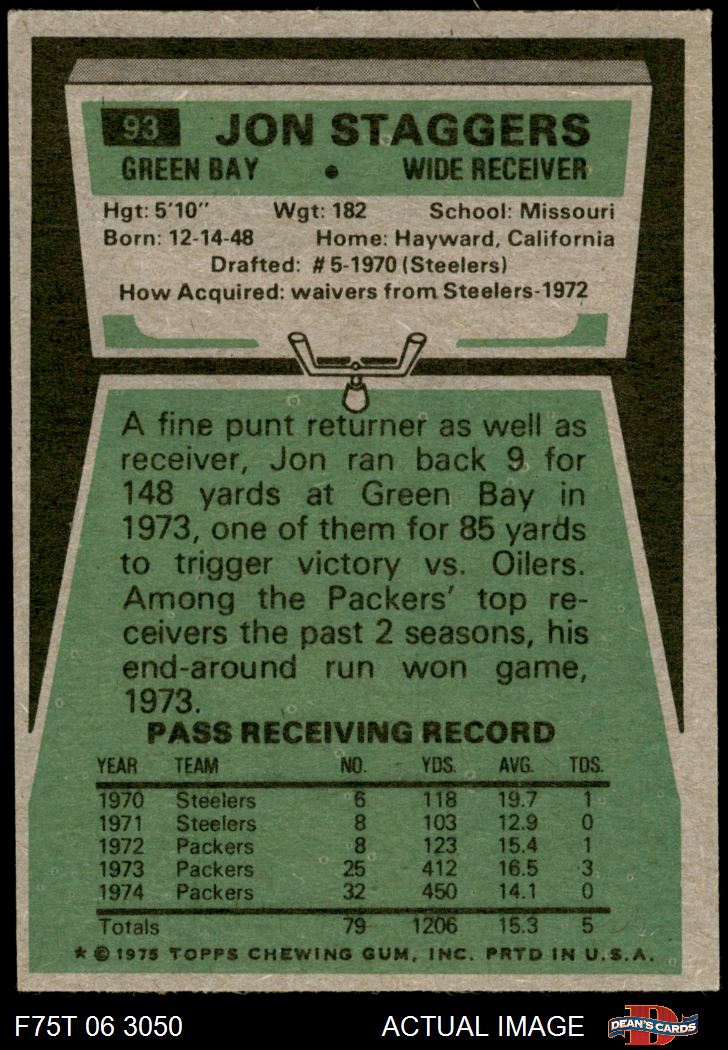 93 JON STAGGERS
GREEN BAY • WIDE RECEIVER
Hgt: 5'10" Wgt: 182 School: Missouri
Born: 12-14-48 Home: Hayward, California
Drafted: #5-1970 (Steelers)
How Acquired: waivers from Steelers-1972
A fine punt returner as well as
receiver, Jon ran back 9 for
148 yards at Green Bay in
1973, one of them for 85 yards
to trigger victory vs. Oilers.
Among the Packers' top re-
ceivers the past 2 seasons, his
end-around run won game,
1973.
PASS RECEIVING RECORD
YEAR TEAM NO. YDS. AVG. TDS.
1970 Steelers 6 118 19.7 1
1971 Steelers 8 103 12.9 0
1972 Packers 8 123 15.4 1
1973 Packers 25 412 16.5 3
1974 Packers 32 450 14.1 0
Totals 79 1206 15.3 5
* © 1975 TOPPS CHEWING GUM, INC. PRTD IN U.S.A.
F75T 06 3050 ACTUAL IMAGE D DEAN'S CARDS